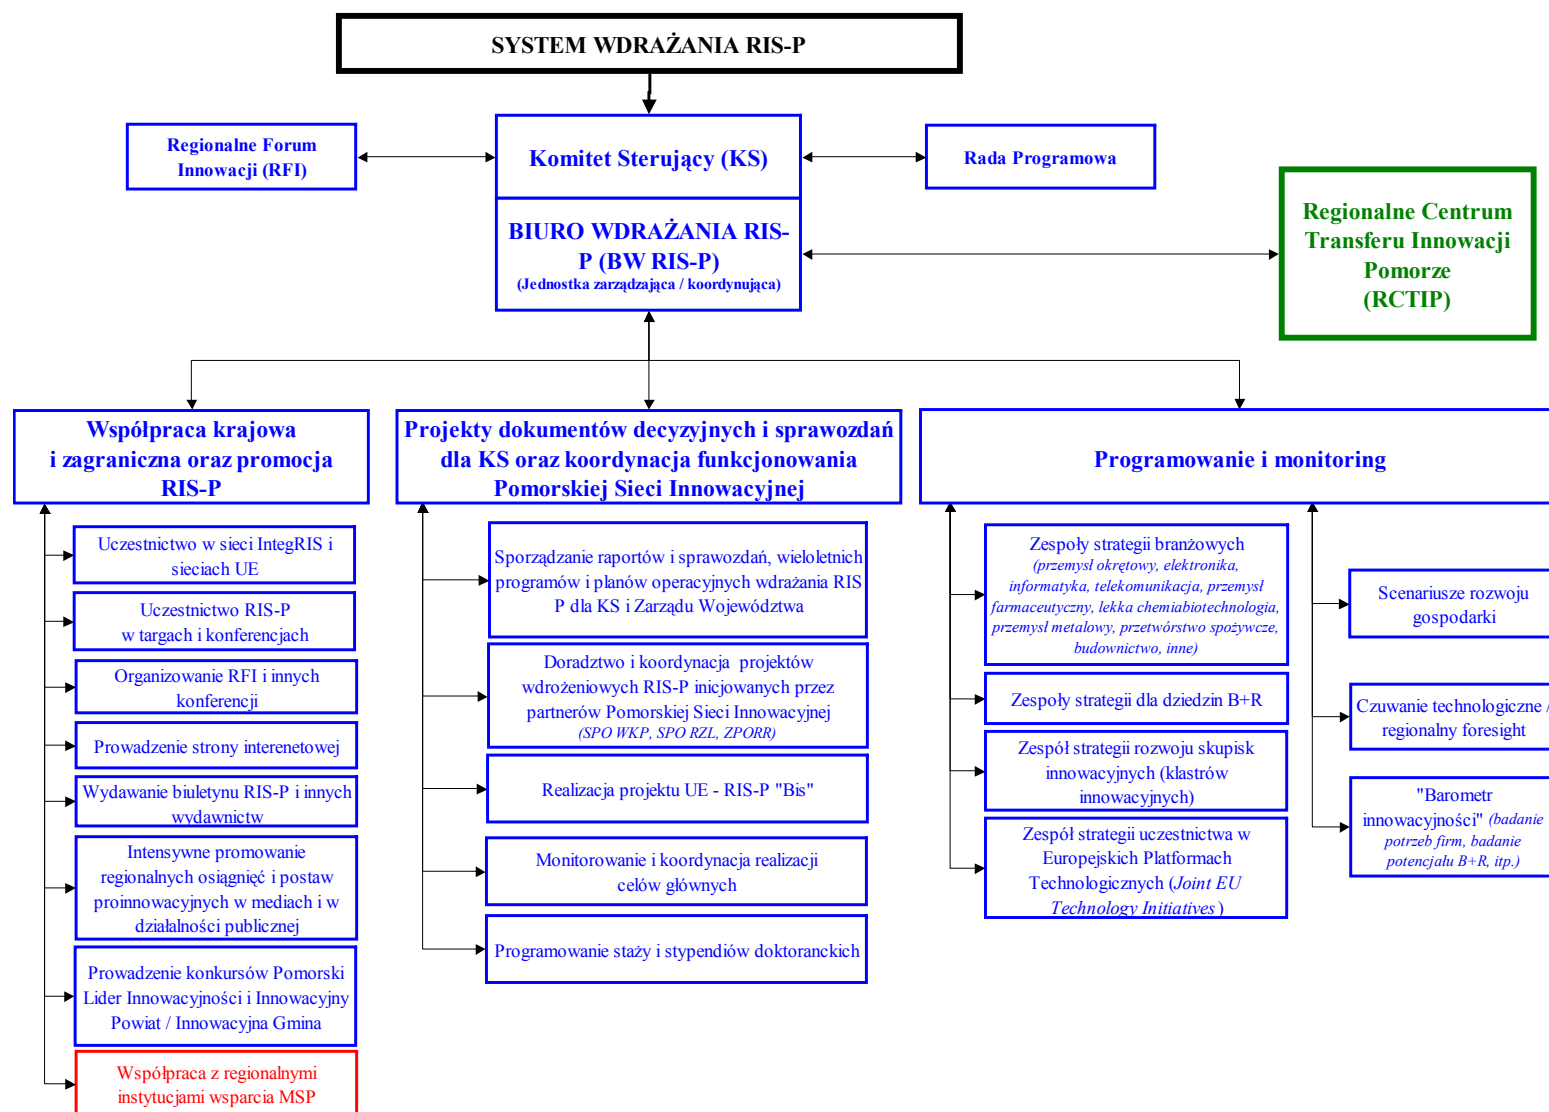 SYSTEM WDRAŻANIA RIS-P
Regionalne Forum
Innowacji (RFI)
Komitet Sterujący (KS)
Rada Programowa
BIURO WDRAŻANIA RIS-
P (BW RIS-P)
(Jednostka zarządzająca / koordynująca)
Regionalne Centrum
Transferu Innowacji
Pomorze
(RCTIP)
Współpraca krajowa
i zagraniczna oraz promocja
RIS-P
Projekty dokumentów decyzyjnych i sprawozdań
dla KS oraz koordynacja funkcjonowania
Pomorskiej Sieci Innowacyjnej
Programowanie i monitoring
Uczestnictwo w sieci IntegRIS i
sieciach UE
Uczestnictwo RIS-P
w targach i konferencjach
Organizowanie RFI i innych
konferencji
Prowadzenie strony interenetowej
Wydawanie biuletynu RIS-P i innych
wydawnictw
Intensywne promowanie
regionalnych osiągnięć i postaw
proinnowacyjnych w mediach i w
działalności publicznej
Prowadzenie konkursów Pomorski
Lider Innowacyjności i Innowacyjny
Powiat / Innowacyjna Gmina
Współpraca z regionalnymi
instytucjami wsparcia MSP
Sporządzanie raportów i sprawozdań, wieloletnich
programów i planów operacyjnych wdrażania RIS
P dla KS i Zarządu Województwa
Doradztwo i koordynacja projektów
wdrożeniowych RIS-P inicjowanych przez
partnerów Pomorskiej Sieci Innowacyjnej
(SPO WKP, SPO RZL, ZPORR)
Realizacja projektu UE - RIS-P "Bis"
Monitorowanie i koordynacja realizacji
celów głównych
Programowanie staży i stypendiów doktoranckich
Zespoły strategii branżowych
(przemysł okrętowy, elektronika,
informatyka, telekomunikacja, przemysł
farmaceutyczny, lekka chemiabiotechnologia,
przemysł metalowy, przetwórstwo spożywcze,
budownictwo, inne)
Zespoły strategii dla dziedzin B+R
Zespół strategii rozwoju skupisk
innowacyjnych (klastrów
innowacyjnych)
Zespół strategii uczestnictwa w
Europejskich Platformach
Technologicznych (Joint EU
Technology Initiatives )
Scenariusze rozwoju
gospodarki
Czuwanie technologiczne /
regionalny foresight
"Barometr
innowacyjności" (badanie
potrzeb firm, badanie
potencjału B+R, itp.)